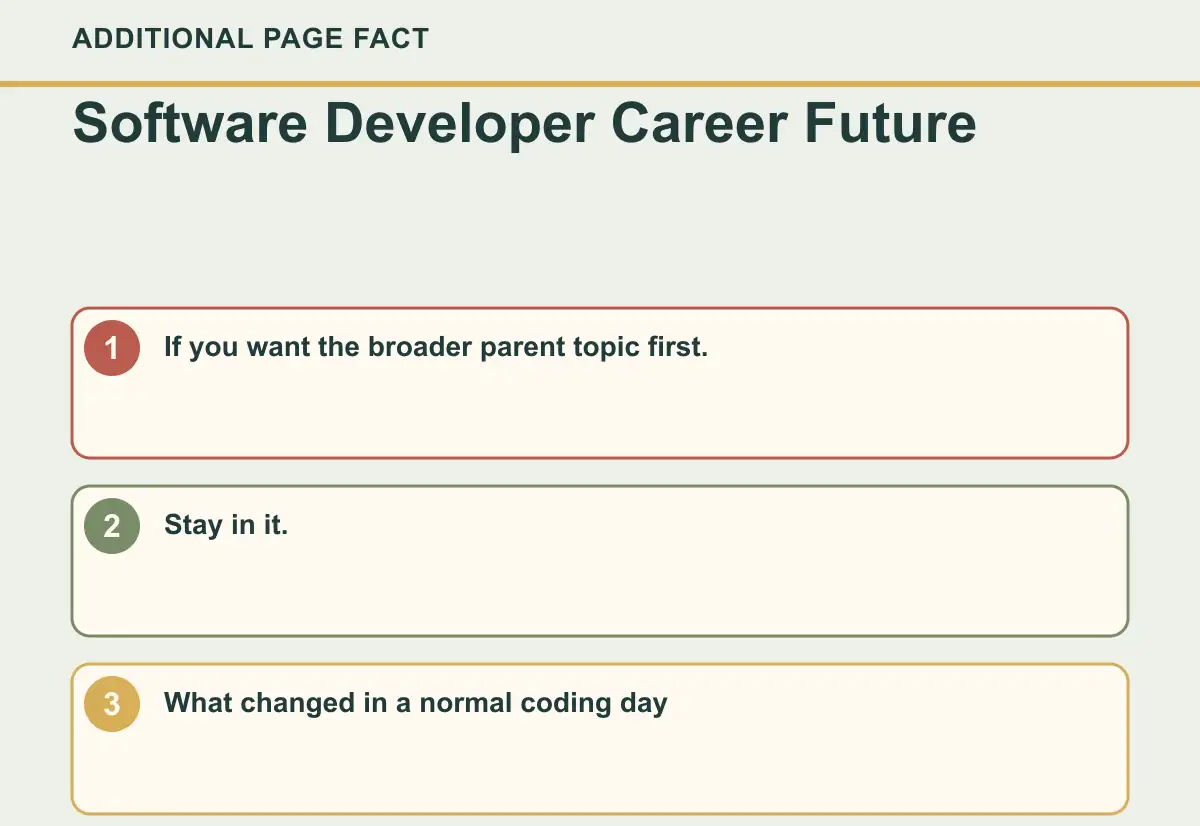 ADDITIONAL PAGE FACT
Software Developer Career Future
1 If you want the broader parent topic first.
2 Stay in it.
3 What changed in a normal coding day